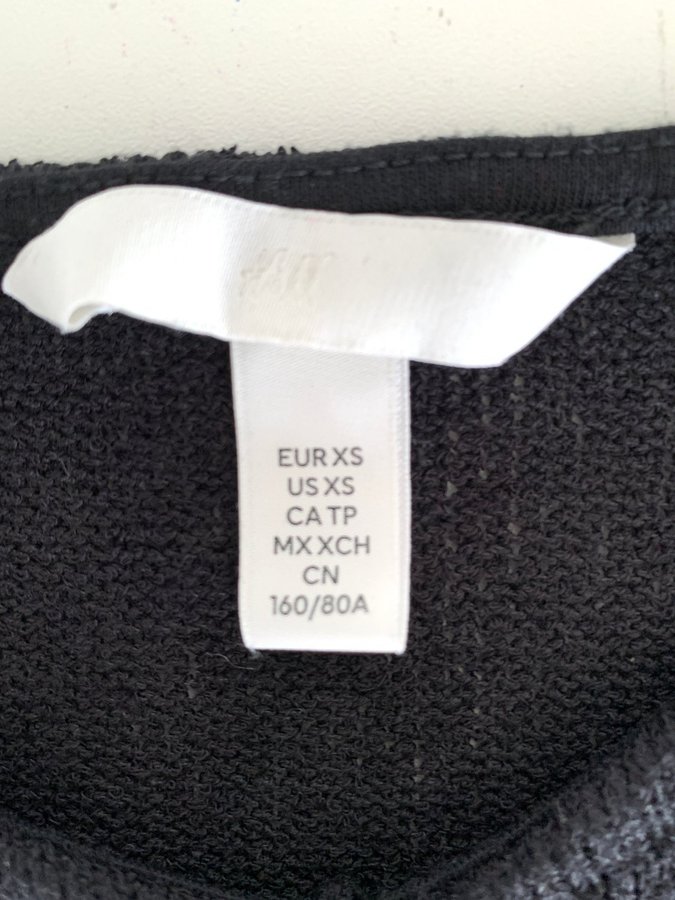 EUR XS
US XS
CA TP
MX XCH
CN
160/80A